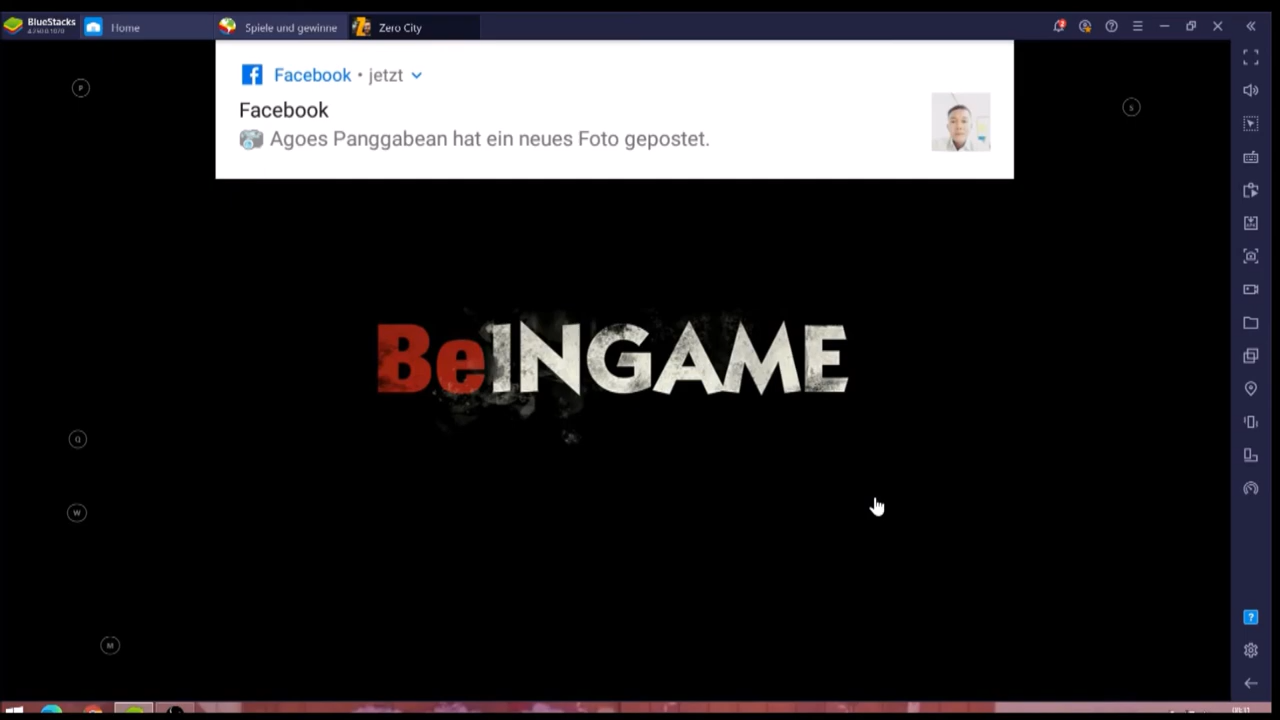 BlueStacks
Home
Spiele und gewinne
Zero City
Facebook • jetzt
Facebook
Agoes Panggabean hat ein neues Foto gepostet.
P
S
BeINGAME
Q
W
M